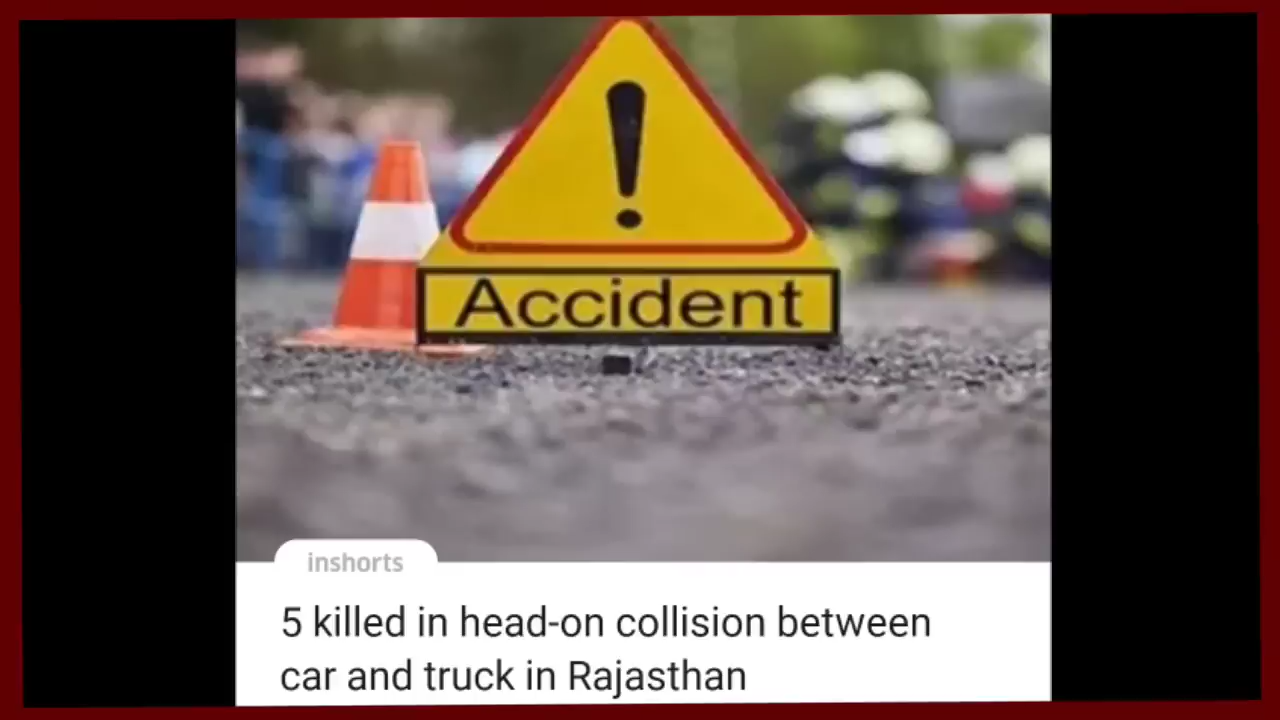 !
Accident
inshorts
5 killed in head-on collision between
car and truck in Rajasthan